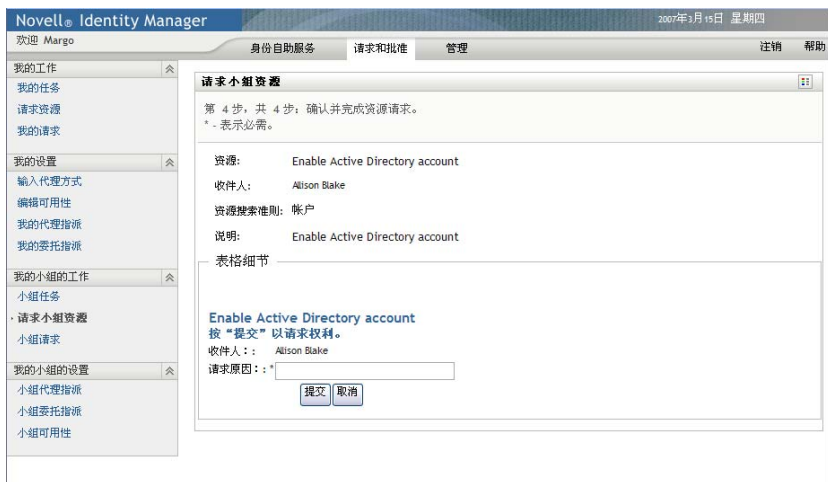 Novell® Identity Manager
2007年3月15日 星期四
欢迎 Margo
身份自助服务 请求和批准 管理 注销 帮助
我的工作
我的任务
请求资源
我的请求
我的设置
输入代理方式
编辑可用性
我的代理指派
我的委托指派
我的小组的工作
小组任务
· 请求小组资源
小组请求
我的小组的设置
小组代理指派
小组委托指派
小组可用性
请求小组资源
第 4步，共 4步：确认并完成资源请求。
* - 表示必需。
资源: Enable Active Directory account
收件人: Allison Blake
资源搜索准则: 帐户
说明: Enable Active Directory account
表格细节
Enable Active Directory account
按“提交”以请求权利。
收件人：: Allison Blake
请求原因：:*
提交 取消